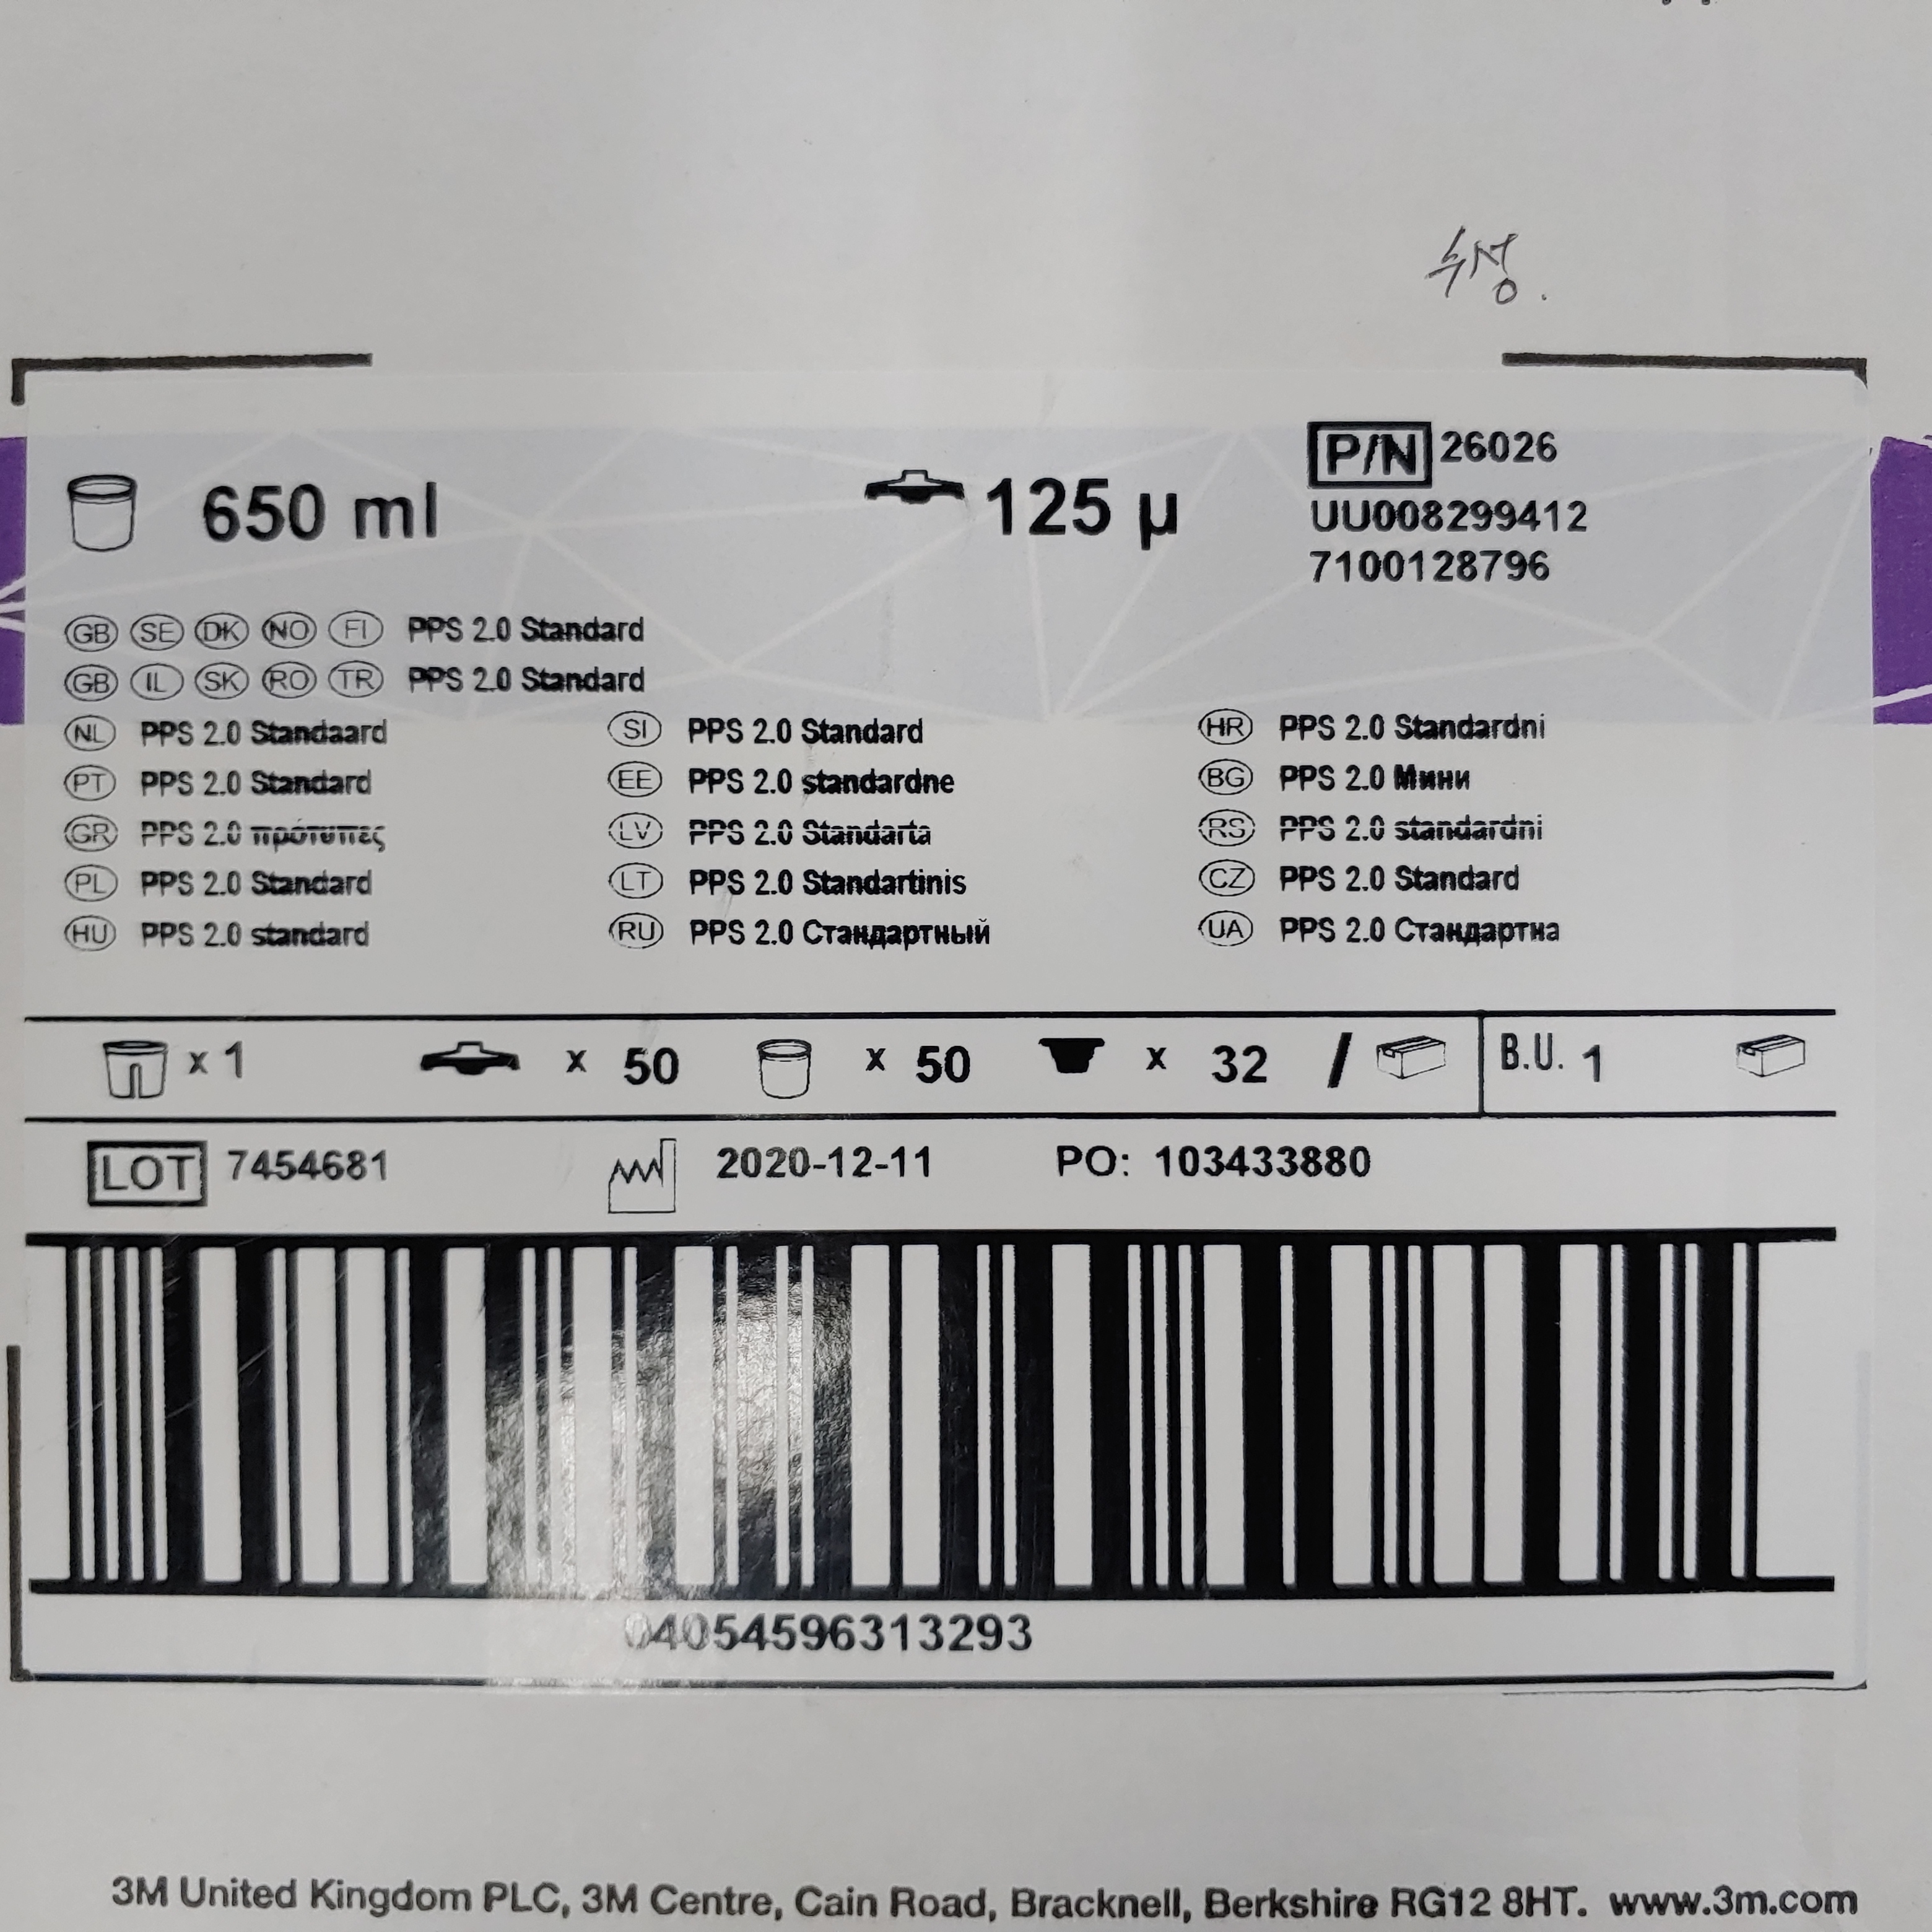 수성.
650 ml 125 µ P/N 26026
UU008299412
7100128796
GB SE DK NO FI PPS 2.0 Standard
GB IL SK RO TR PPS 2.0 Standard
NL PPS 2.0 Standaard SI PPS 2.0 Standard HR PPS 2.0 Standardni
PT PPS 2.0 Standard EE PPS 2.0 standardne BG PPS 2.0 Мини
GR PPS 2.0 πρότυπες LV PPS 2.0 Standarta RS PPS 2.0 standardni
PL PPS 2.0 Standard LT PPS 2.0 Standartinis CZ PPS 2.0 Standard
HU PPS 2.0 standard RU PPS 2.0 Стандартный UA PPS 2.0 Стандартна
x 1 x 50 x 50 x 32 / B.U. 1
LOT 7454681 2020-12-11 PO: 103433880
04054596313293
3M United Kingdom PLC, 3M Centre, Cain Road, Bracknell, Berkshire RG12 8HT. www.3m.com